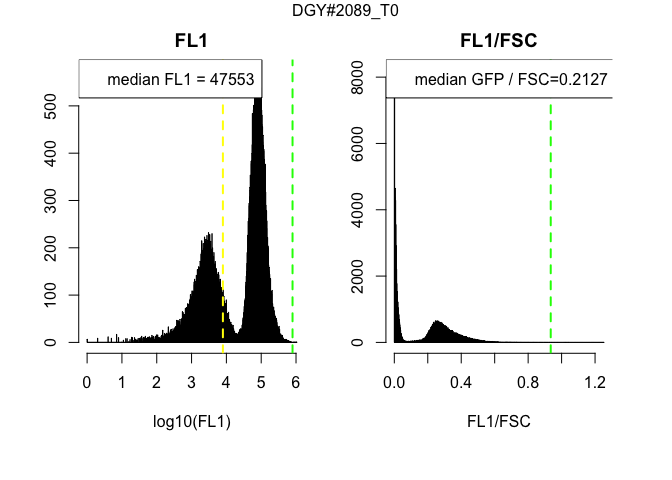 DGY#2089_T0
FL1
median FL1 = 47553
0 100 200 300 400 500
0 1 2 3 4 5 6
log10(FL1)
FL1/FSC
median GFP / FSC=0.2127
0 2000 4000 6000 8000
0.0 0.4 0.8 1.2
FL1/FSC